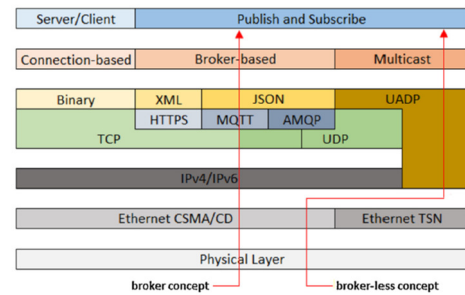 Server/Client Publish and Subscribe
Connection-based Broker-based Multicast
Binary XML JSON UADP
HTTPS MQTT AMQP
TCP UDP
IPv4/IPv6
Ethernet CSMA/CD Ethernet TSN
Physical Layer
broker concept broker-less concept